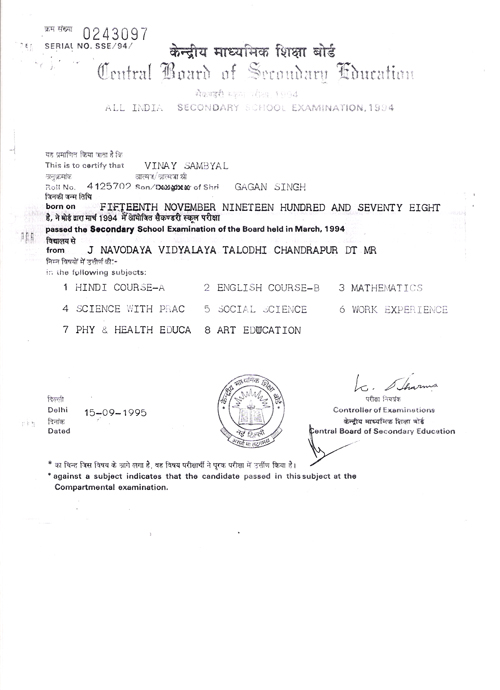 क्रम संख्या 0243097
SERIAL NO. SSE/94/
केन्द्रीय माध्यमिक शिक्षा बोर्ड
Central Board of Secondary Education
ALL INDIA SECONDARY SCHOOL EXAMINATION, 1994
यह प्रमाणित किया जाता है कि
This is to certify that VINAY SAMBYAL
अनुक्रमांक आत्मज/आत्मजा श्री
Roll No. 4125702 Son/Daughter of Shri GAGAN SINGH
जिनकी जन्म तिथि
born on FIFTEENTH NOVEMBER NINETEEN HUNDRED AND SEVENTY EIGHT
है, ने बोर्ड द्वारा मार्च 1994 में आयोजित सैकण्डरी स्कूल परीक्षा
passed the Secondary School Examination of the Board held in March, 1994
विद्यालय से
from J NAVODAYA VIDYALAYA TALODHI CHANDRAPUR DT MR
निम्न विषयों में उत्तीर्ण की:-
in the following subjects:
1 HINDI COURSE-A 2 ENGLISH COURSE-B 3 MATHEMATICS
4 SCIENCE WITH PRAC 5 SOCIAL SCIENCE 6 WORK EXPERIENCE
7 PHY & HEALTH EDUCA 8 ART EDUCATION
दिल्ली
Delhi 15-09-1995
दिनांक
Dated
केन्द्रीय माध्यमिक शिक्षा बोर्ड
नई दिल्ली
असतो मा सद्गमय
परीक्षा नियंत्रक
Controller of Examinations
केन्द्रीय माध्यमिक शिक्षा बोर्ड
Central Board of Secondary Education
* का चिन्ह जिस विषय के आगे लगा है, वह विषय परीक्षार्थी ने पूरक परीक्षा में उत्तीर्ण किया है।
* against a subject indicates that the candidate passed in this subject at the
Compartmental examination.